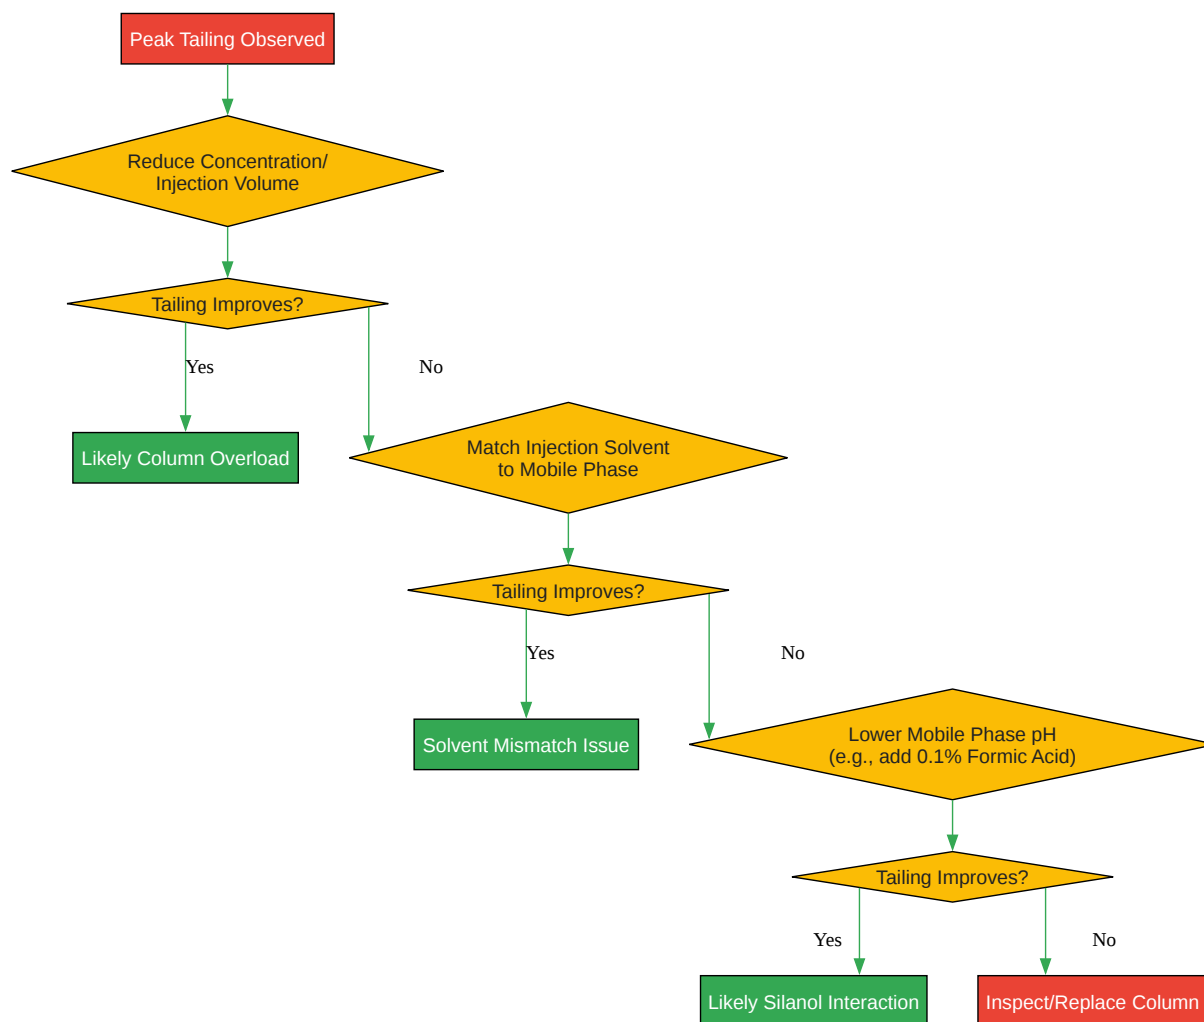 Peak Tailing Observed
Reduce Concentration/
Injection Volume
Tailing Improves?
Yes
No
Likely Column Overload
Match Injection Solvent
to Mobile Phase
Tailing Improves?
Yes
No
Solvent Mismatch Issue
Lower Mobile Phase pH
(e.g., add 0.1% Formic Acid)
Tailing Improves?
Yes
No
Likely Silanol Interaction
Inspect/Replace Column